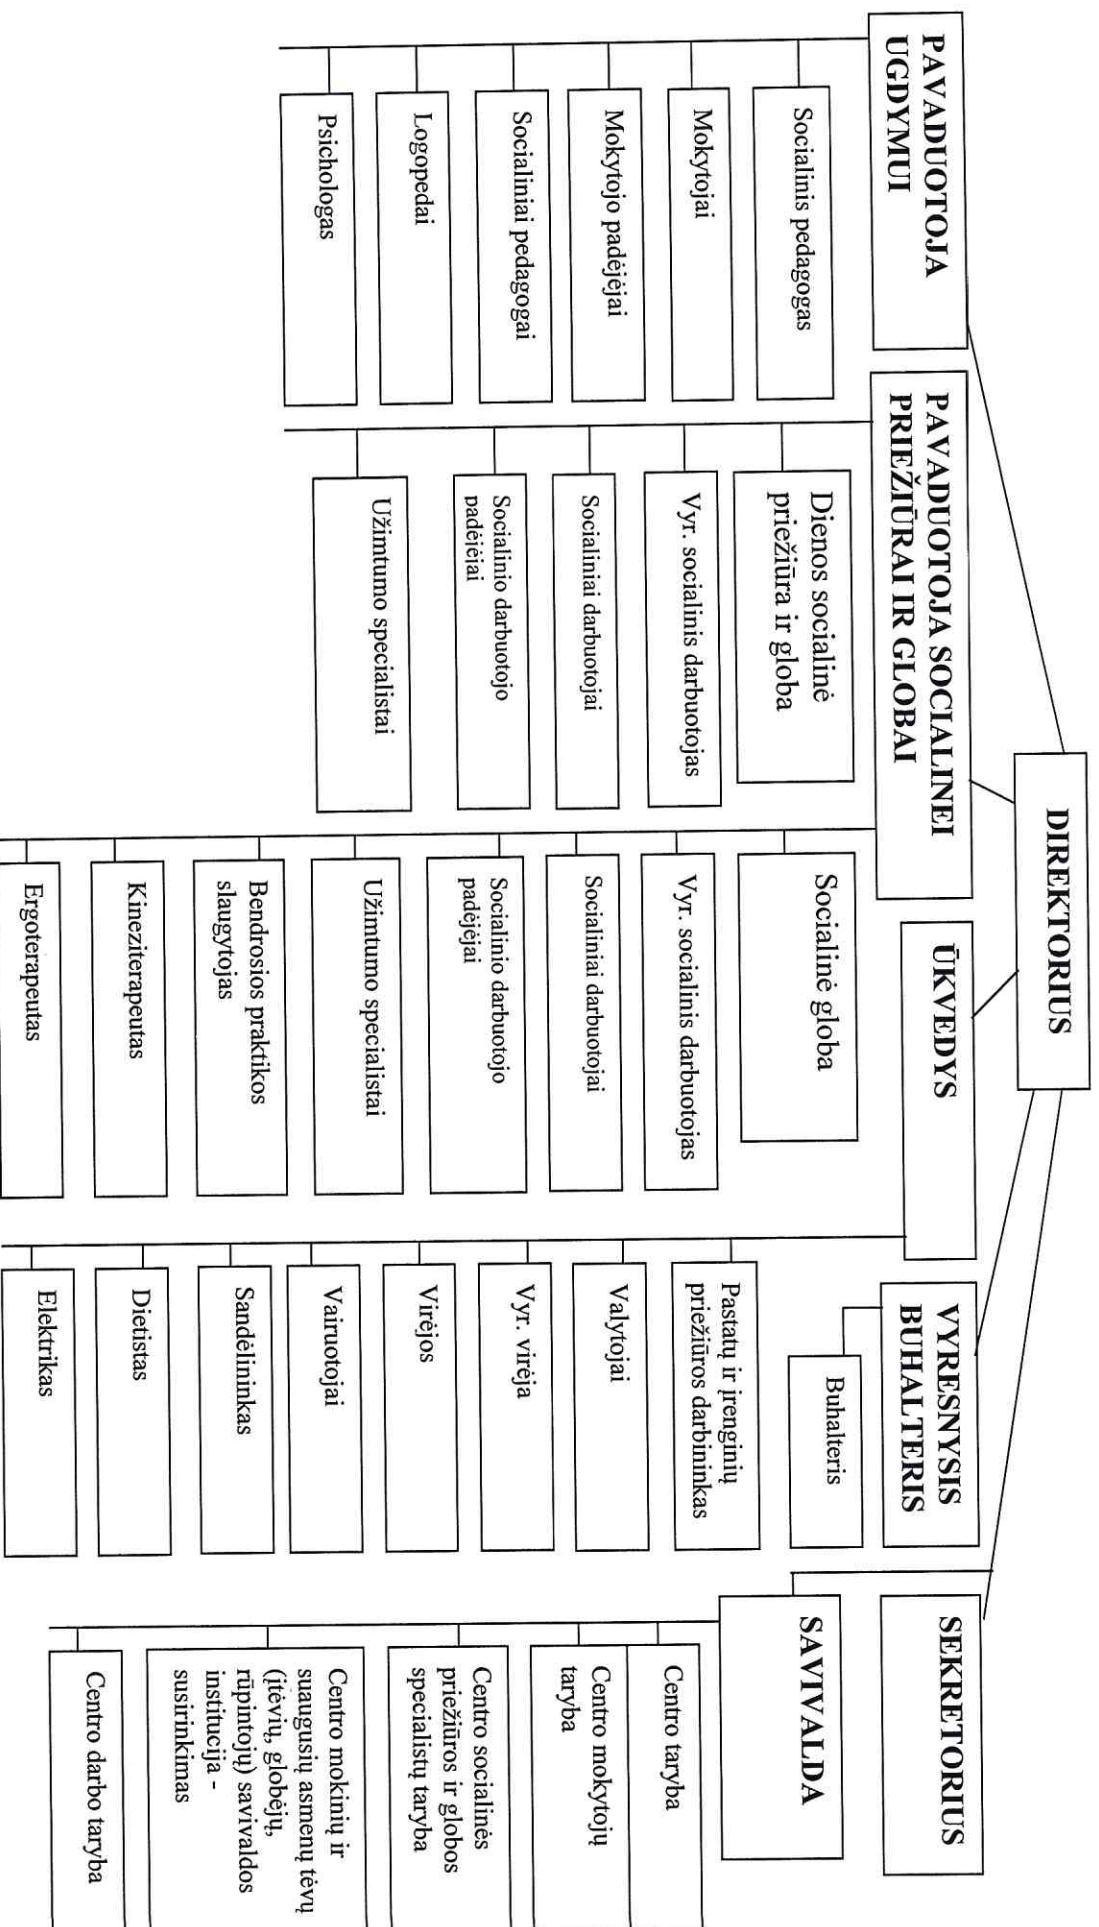 DIREKTORIUS
PAVADUOTOJA
UGDYMUI
Socialinis pedagogas
Mokytojai
Mokytojo padėjėjai
Socialiniai pedagogai
Logopedai
Psichologas
PAVADUOTOJA SOCIALINEI
PRIEŽIŪRAI IR GLOBAI
Dienos socialinė
priežiūra ir globa
Vyr. socialinis darbuotojas
Socialiniai darbuotojai
Socialinio darbuotojo
padėjėjai
Užimtumo specialistai
Socialinė globa
Vyr. socialinis darbuotojas
Socialiniai darbuotojai
Socialinio darbuotojo
padėjėjai
Užimtumo specialistai
Bendrosios praktikos
slaugytojas
Kineziterapeutas
Ergoterapeutas
ŪKVEDYS
Pastatų ir įrenginių
priežiūros darbininkas
Valytojai
Vyr. virėja
Virėjos
Vairuotojai
Sandėlininkas
Dietistas
Elektrikas
VYRESNYSIS
BUHALTERIS
Buhalteris
SEKRETORIUS
SAVIVALDA
Centro taryba
Centro mokytojų
taryba
Centro socialinės
priežiūros ir globos
specialistų taryba
Centro mokinių ir
suaugusių asmenų tėvų
(įtėvių, globėjų,
rūpintojų) savivaldos
institucija -
susirinkimas
Centro darbo taryba